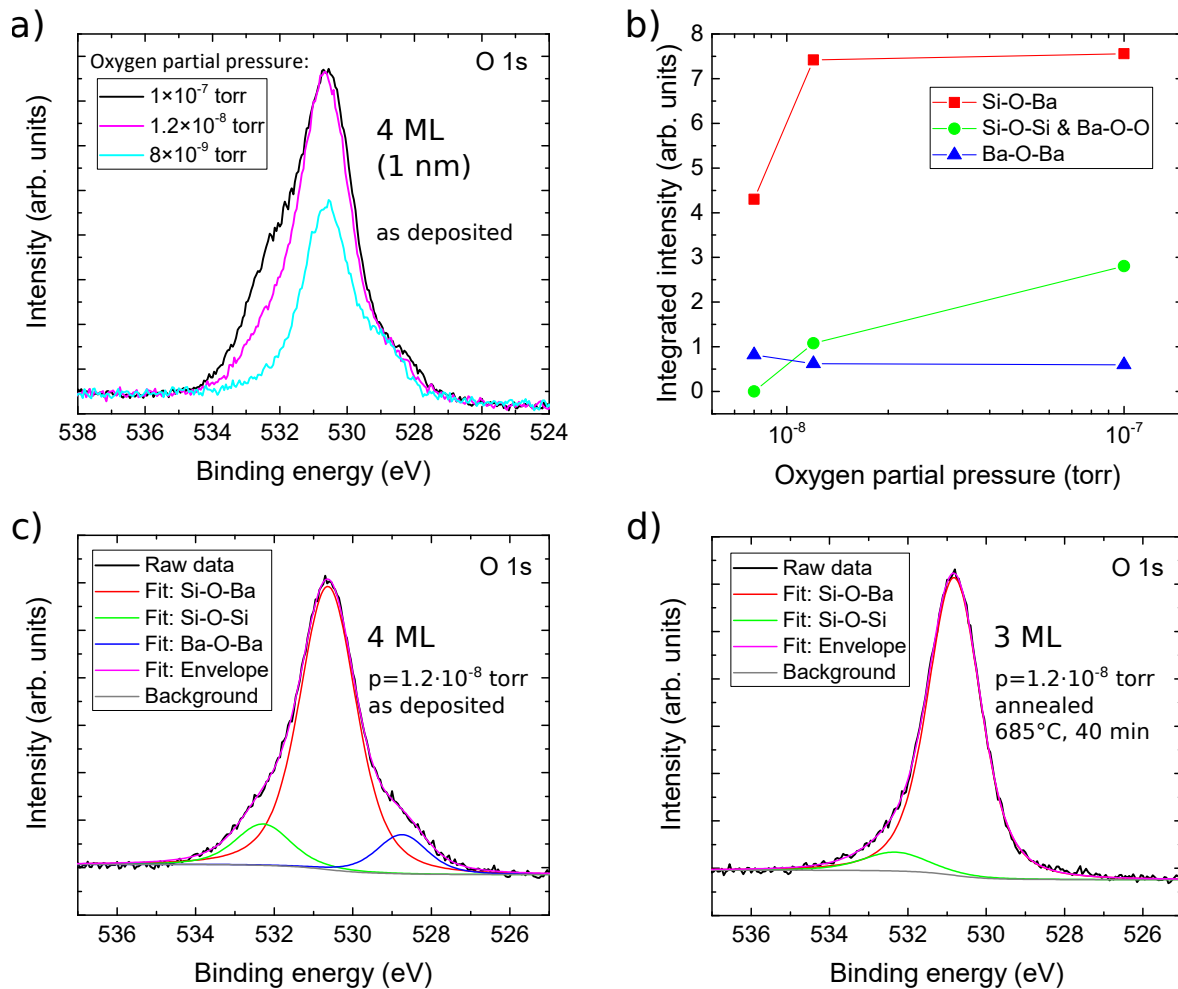 a)
Oxygen partial pressure:
1×10⁻⁷ torr
1.2×10⁻⁸ torr
8×10⁻⁹ torr
O 1s
4 ML
(1 nm)
as deposited
Intensity (arb. units)
538 536 534 532 530 528 526 524
Binding energy (eV)
b)
Integrated intensity (arb. units)
8
7
6
5
4
3
2
1
0
Si-O-Ba
Si-O-Si & Ba-O-O
Ba-O-Ba
10⁻⁸ 10⁻⁷
Oxygen partial pressure (torr)
c)
Raw data
Fit: Si-O-Ba
Fit: Si-O-Si
Fit: Ba-O-Ba
Fit: Envelope
Background
O 1s
4 ML
p=1.2·10⁻⁸ torr
as deposited
Intensity (arb. units)
536 534 532 530 528 526
Binding energy (eV)
d)
Raw data
Fit: Si-O-Ba
Fit: Si-O-Si
Fit: Envelope
Background
O 1s
3 ML
p=1.2·10⁻⁸ torr
annealed
685°C, 40 min
Intensity (arb. units)
536 534 532 530 528 526
Binding energy (eV)